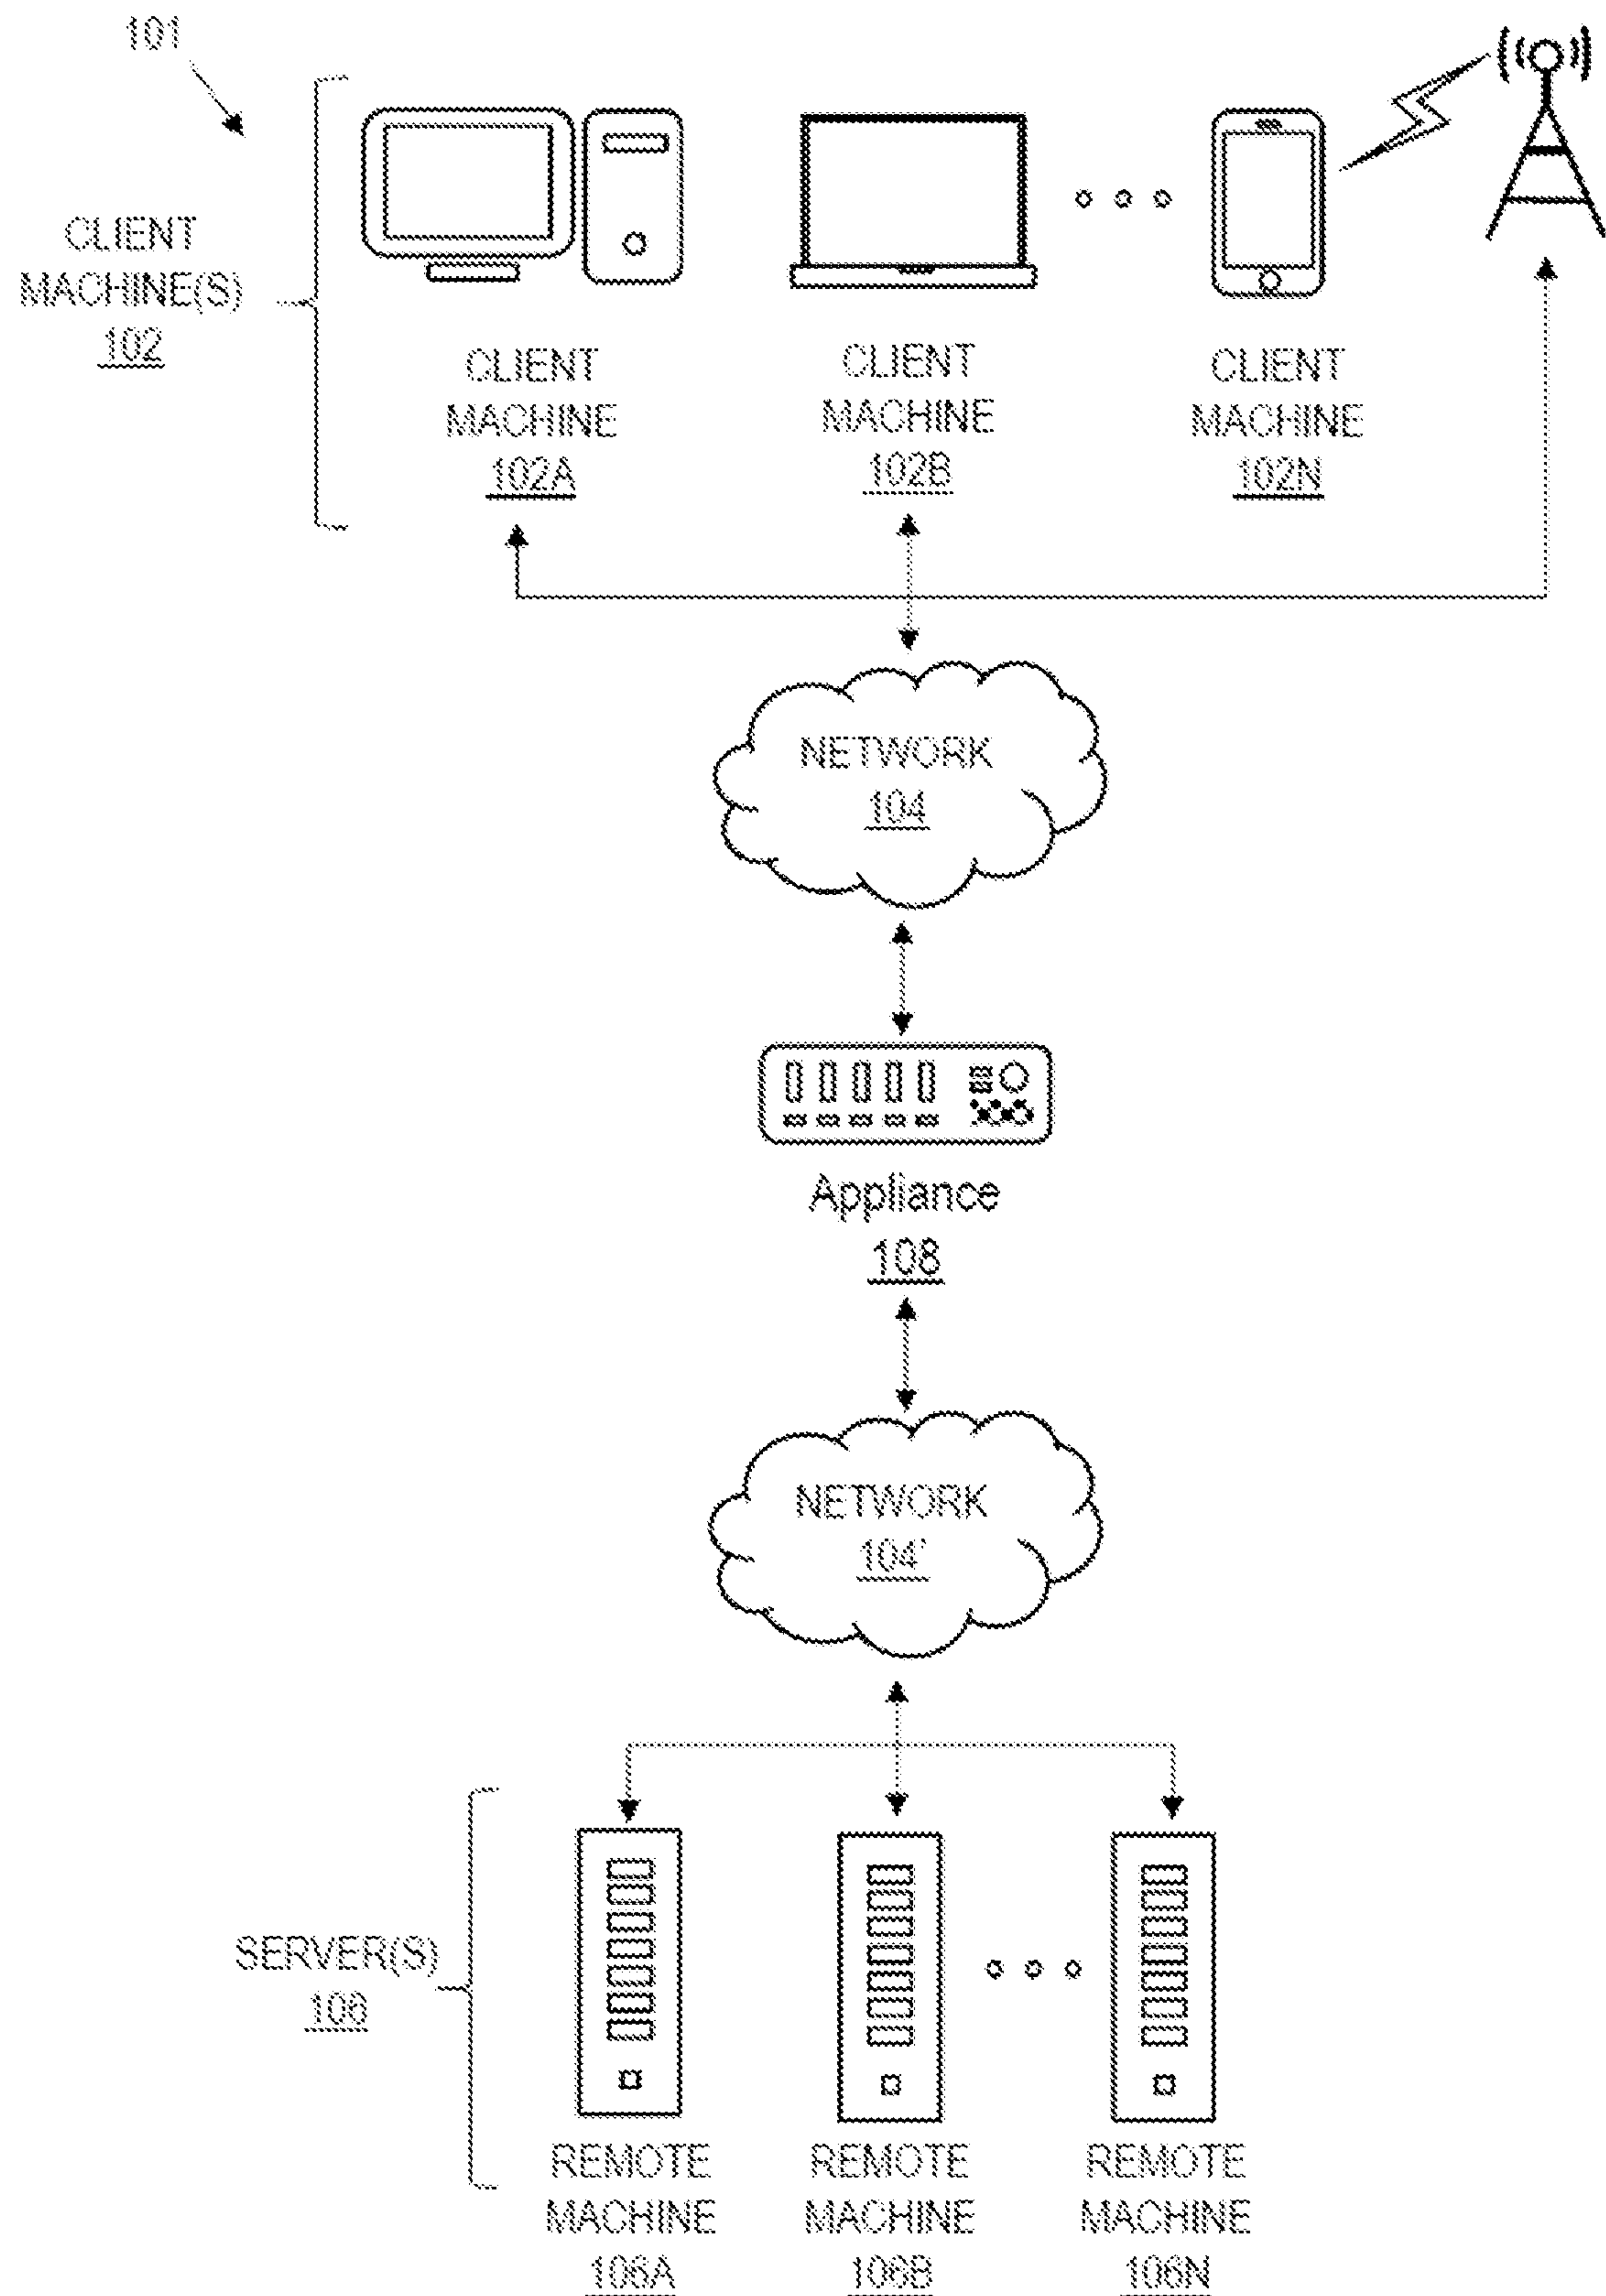 101
CLIENT
MACHINE(S)
102
CLIENT
MACHINE
102A
CLIENT
MACHINE
102B
CLIENT
MACHINE
102N
NETWORK
104
Appliance
108
NETWORK
104'
SERVER(S)
106
REMOTE
MACHINE
106A
REMOTE
MACHINE
106B
REMOTE
MACHINE
106N